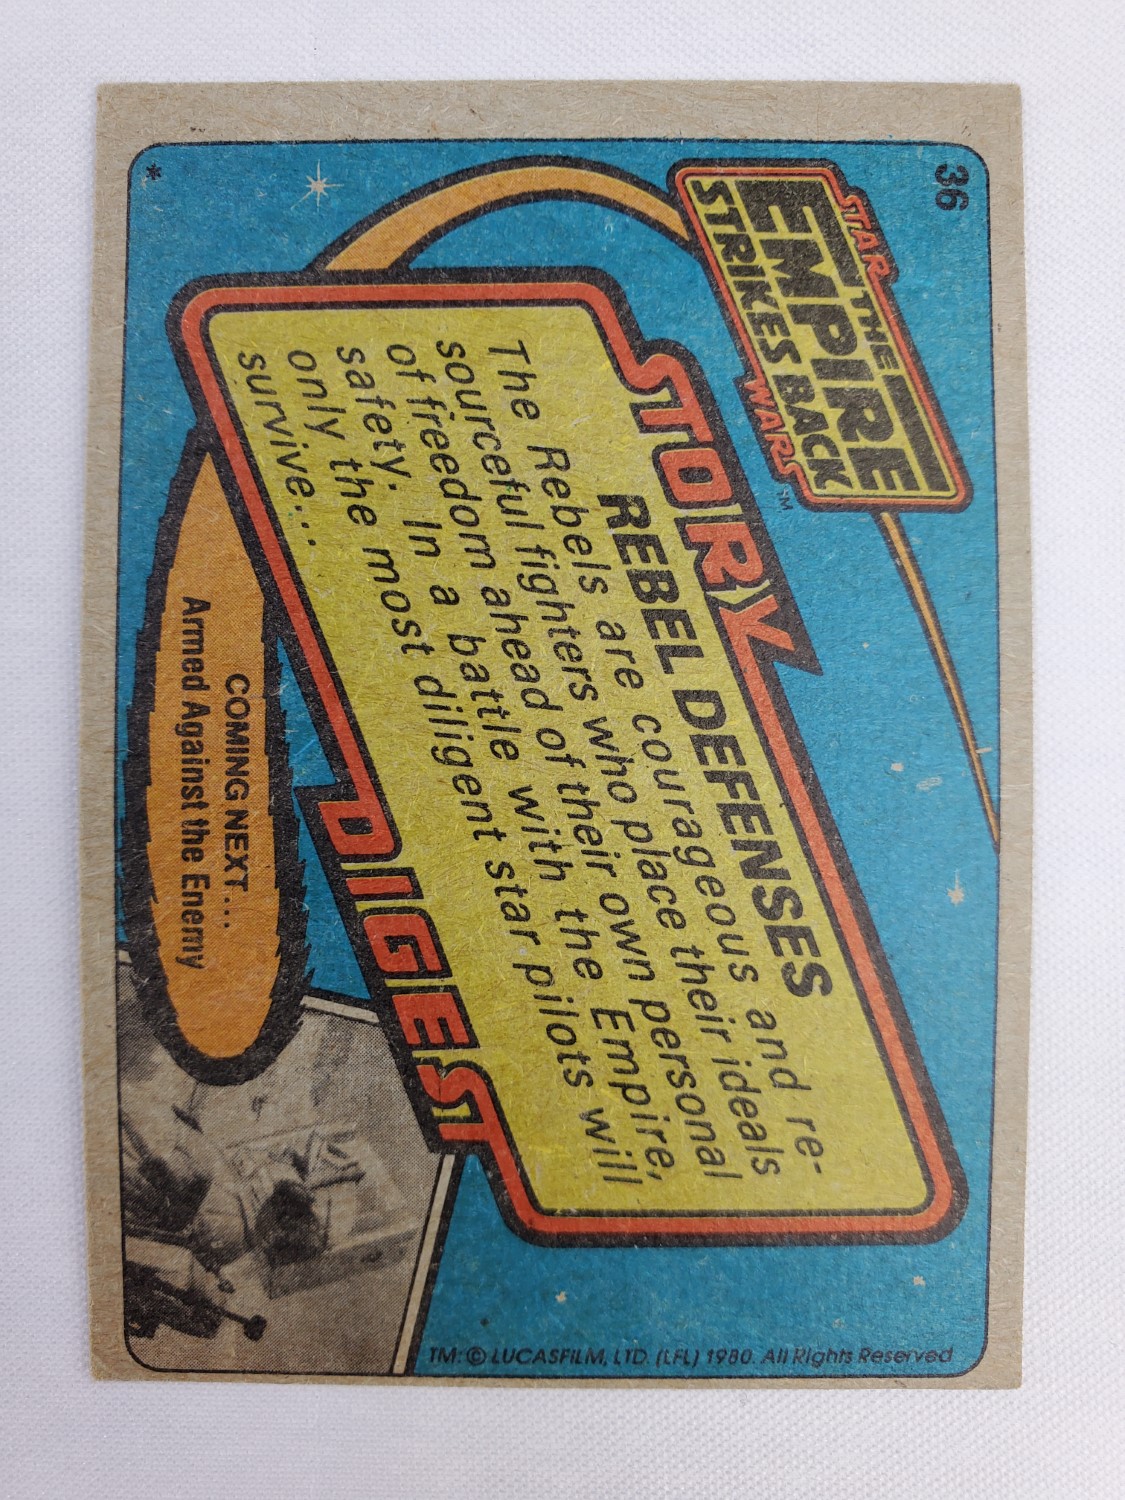 36
STAR
THE
EMPIRE
STRIKES BACK
WARS
TM
STORY
REBEL DEFENSES
The Rebels are courageous and re-
sourceful fighters who place their ideals
of freedom ahead of their own personal
safety. In a battle with the Empire,
only the most diligent star pilots will
survive...
DIGEST
COMING NEXT...
Armed Against the Enemy
*
TM: © LUCASFILM, LTD. (LFL) 1980. All Rights Reserved